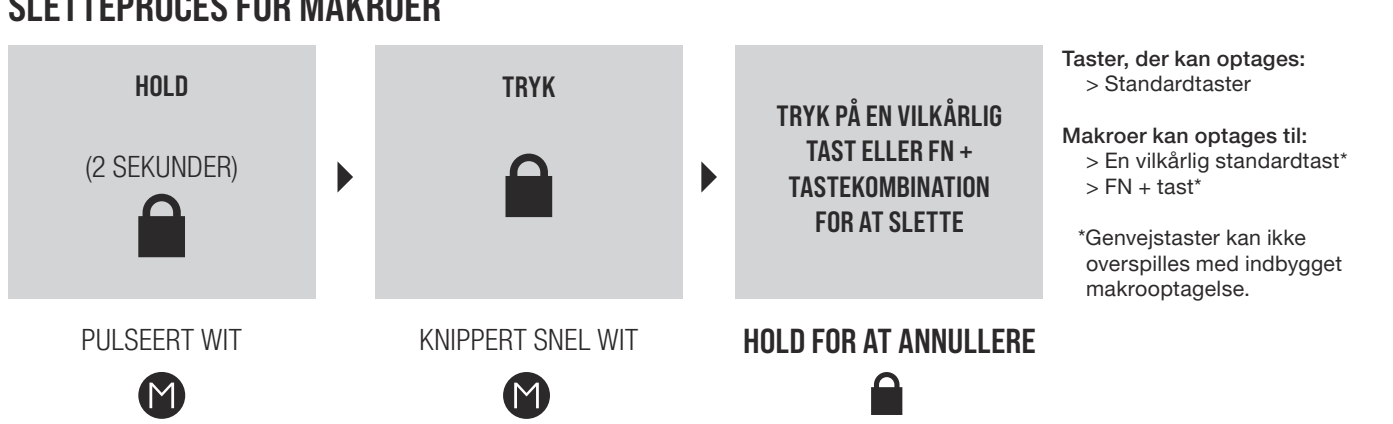 SLETTEPROCES FOR MAKROER
HOLD
(2 SEKUNDER)
PULSEERT WIT
M
TRYK
KNIPPERT SNEL WIT
M
TRYK PÅ EN VILKÅRLIG
TAST ELLER FN +
TASTEKOMBINATION
FOR AT SLETTE
HOLD FOR AT ANNULLERE
Taster, der kan optages:
> Standardtaster
Makroer kan optages til:
> En vilkårlig standardtast*
> FN + tast*
*Genvejstaster kan ikke
overspilles med indbygget
makrooptagelse.